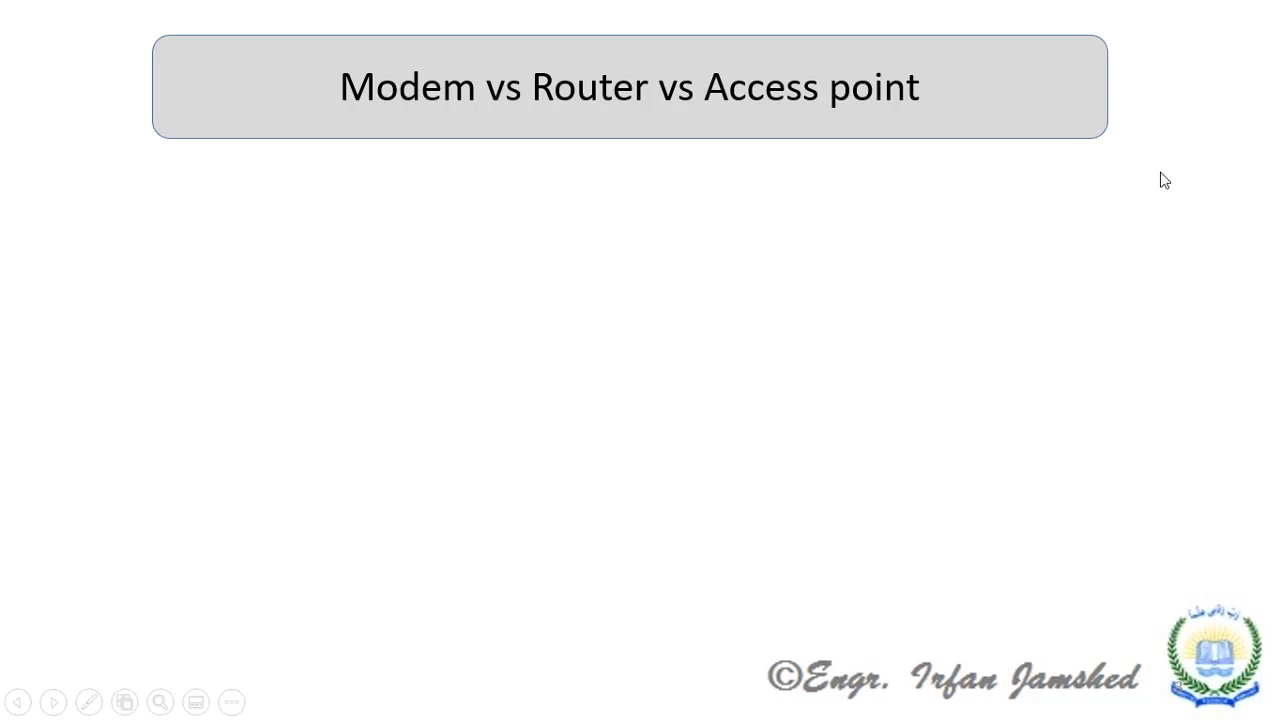 Modem vs Router vs Access point
رَبِّ زِدْنِي عِلْمًا
©Engr. Irfan Jamshed